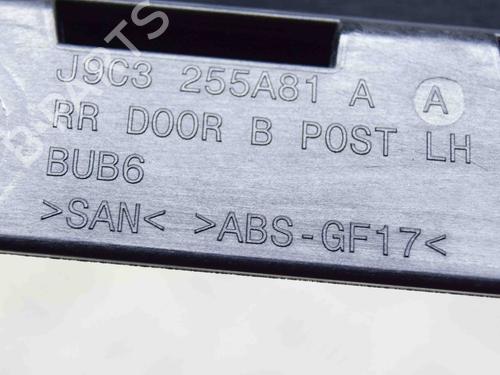 J9C3 255A81 A A
RR DOOR B POST LH
BUB6
>SAN< >ABS-GF17<